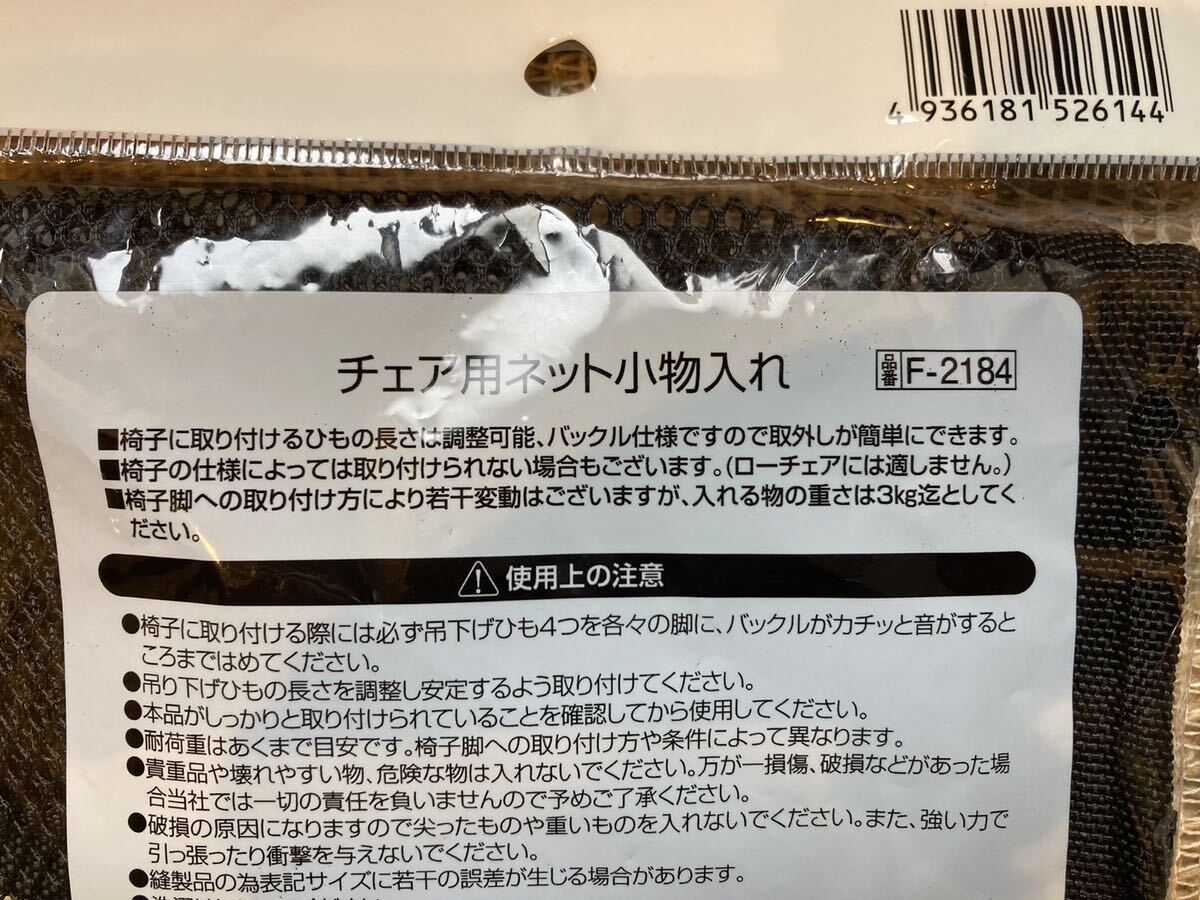 4 936181 526144
チェア用ネット小物入れ 品番 F-2184
■椅子に取り付けるひもの長さは調整可能、バックル仕様ですので取外しが簡単にできます。
■椅子の仕様によっては取り付けられない場合もございます。(ローチェアには適しません。)
■椅子脚への取り付け方により若干変動はございますが、入れる物の重さは3kg迄としてく
ださい。
⚠使用上の注意
●椅子に取り付ける際には必ず吊下げひも4つを各々の脚に、バックルがカチッと音がすると
ころまではめてください。
●吊り下げひもの長さを調整し安定するよう取り付けてください。
●本品がしっかりと取り付けられていることを確認してから使用してください。
●耐荷重はあくまで目安です。椅子脚への取り付け方や条件によって異なります。
●貴重品や壊れやすい物、危険な物は入れないでください。万が一損傷、破損などがあった場
合当社では一切の責任を負いませんので予めご了承ください。
●破損の原因になりますので尖ったものや重いものを入れないでください。また、強い力で
引っ張ったり衝撃を与えないでください。
●縫製品の為表記サイズに若干の誤差が生じる場合があります。